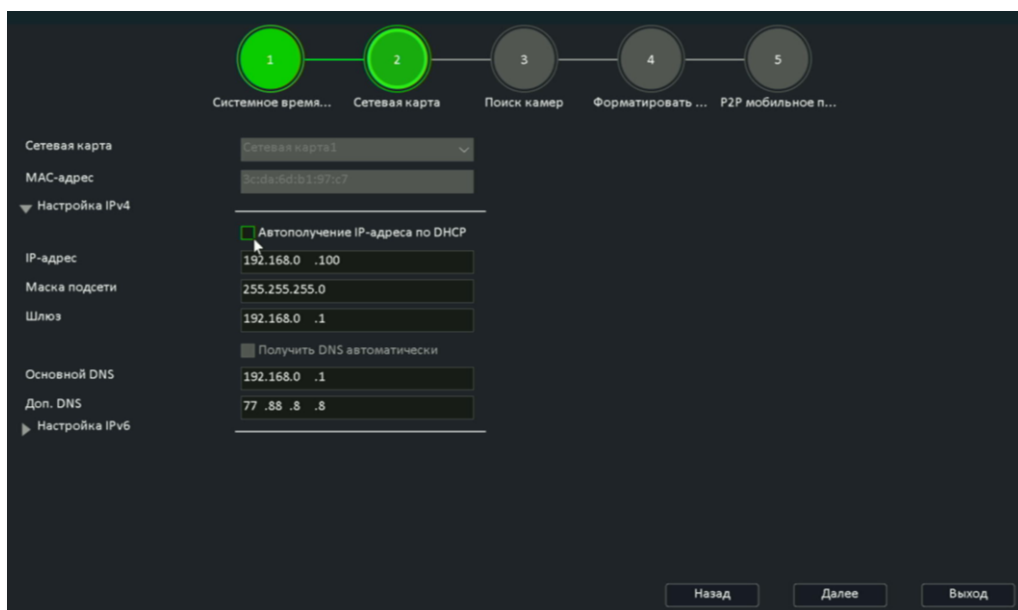 1 2 3 4 5
Системное время... Сетевая карта Поиск камер Форматировать ... P2P мобильное п...
Сетевая карта Сетевая карта1
MAC-адрес 3c:da:6d:b1:97:c7
Настройка IPv4
Автополучение IP-адреса по DHCP
IP-адрес 192.168.0 .100
Маска подсети 255.255.255.0
Шлюз 192.168.0 .1
Получить DNS автоматически
Основной DNS 192.168.0 .1
Доп. DNS 77 .88 .8 .8
Настройка IPv6
Назад Далее Выход